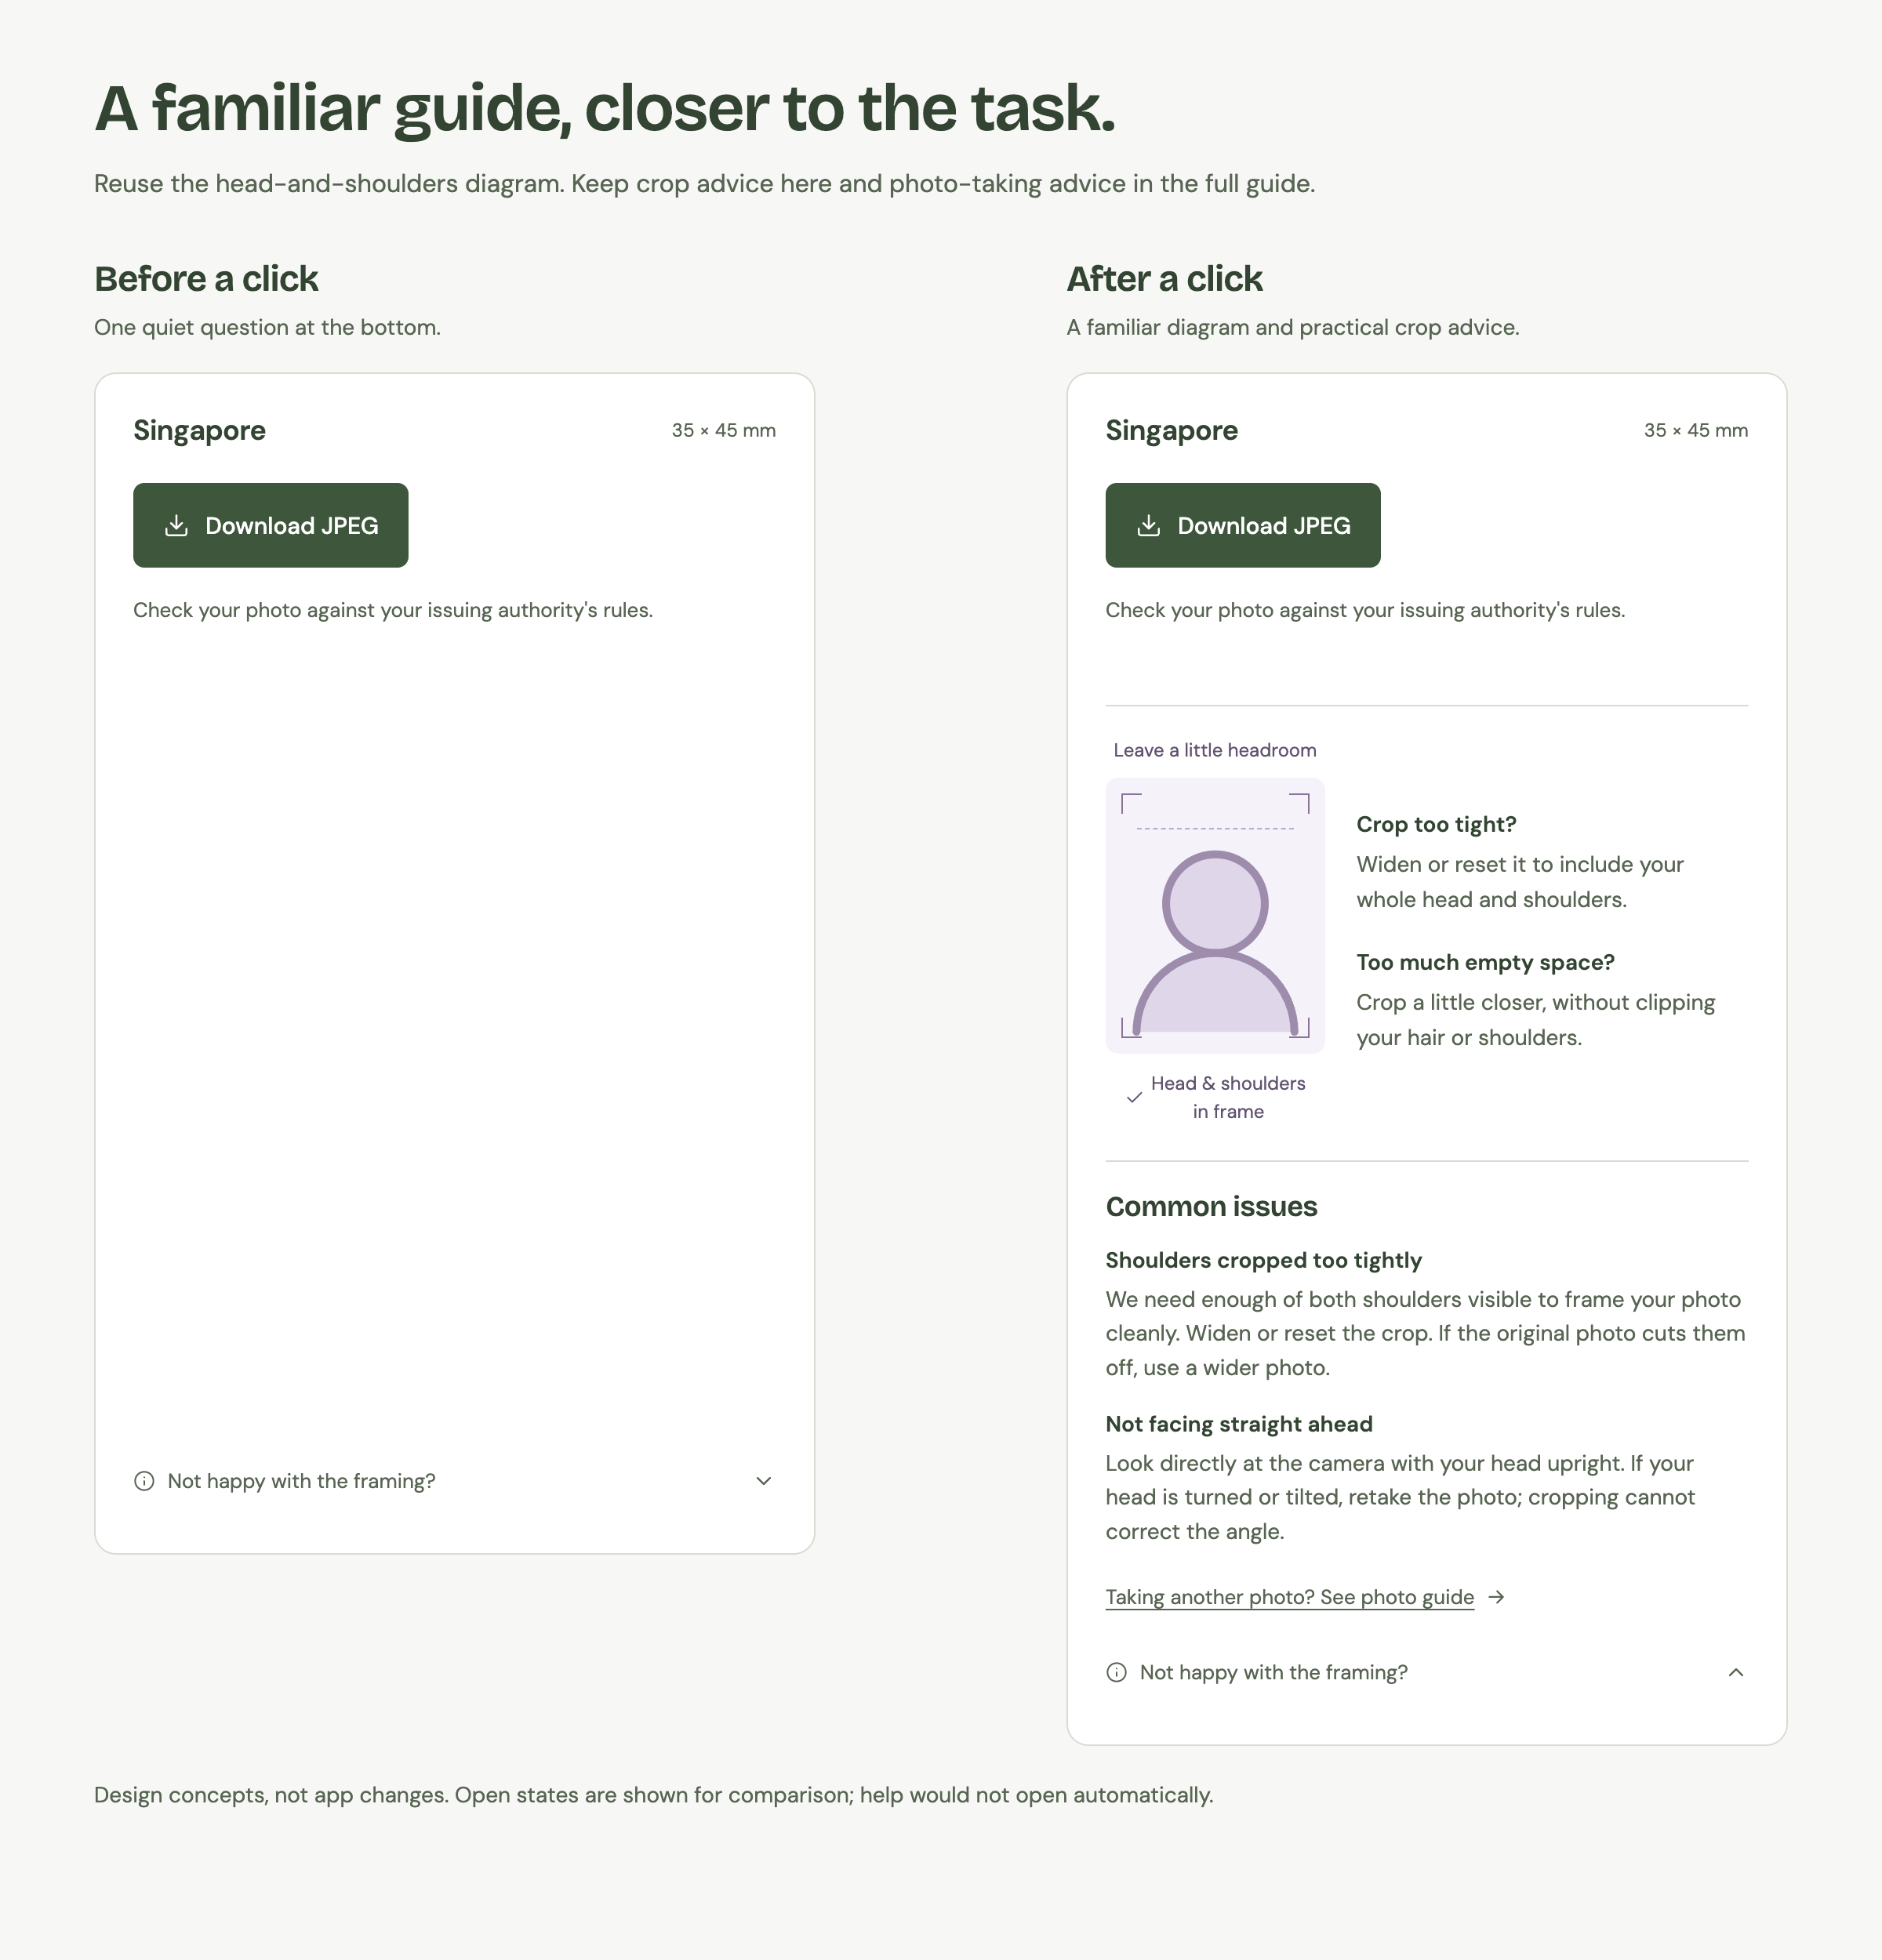 A familiar guide, closer to the task.
Reuse the head-and-shoulders diagram. Keep crop advice here and photo-taking advice in the full guide.
Before a click
One quiet question at the bottom.
Singapore
35 × 45 mm
Download JPEG
Check your photo against your issuing authority's rules.
Not happy with the framing?
After a click
A familiar diagram and practical crop advice.
Singapore
35 × 45 mm
Download JPEG
Check your photo against your issuing authority's rules.
Leave a little headroom
Head & shoulders
in frame
Crop too tight?
Widen or reset it to include your
whole head and shoulders.
Too much empty space?
Crop a little closer, without clipping
your hair or shoulders.
Common issues
Shoulders cropped too tightly
We need enough of both shoulders visible to frame your photo
cleanly. Widen or reset the crop. If the original photo cuts them
off, use a wider photo.
Not facing straight ahead
Look directly at the camera with your head upright. If your
head is turned or tilted, retake the photo; cropping cannot
correct the angle.
Taking another photo? See photo guide →
Not happy with the framing?
Design concepts, not app changes. Open states are shown for comparison; help would not open automatically.